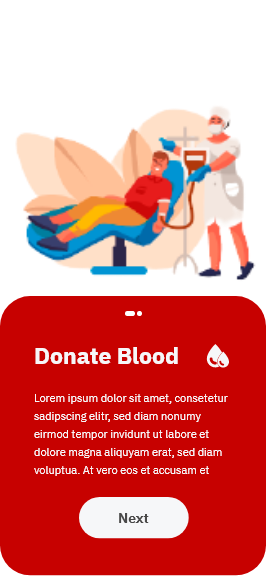 Donate Blood
Lorem ipsum dolor sit amet, consetetur
sadipscing elitr, sed diam nonumy
eirmod tempor invidunt ut labore et
dolore magna aliquyam erat, sed diam
voluptua. At vero eos et accusam et
Next